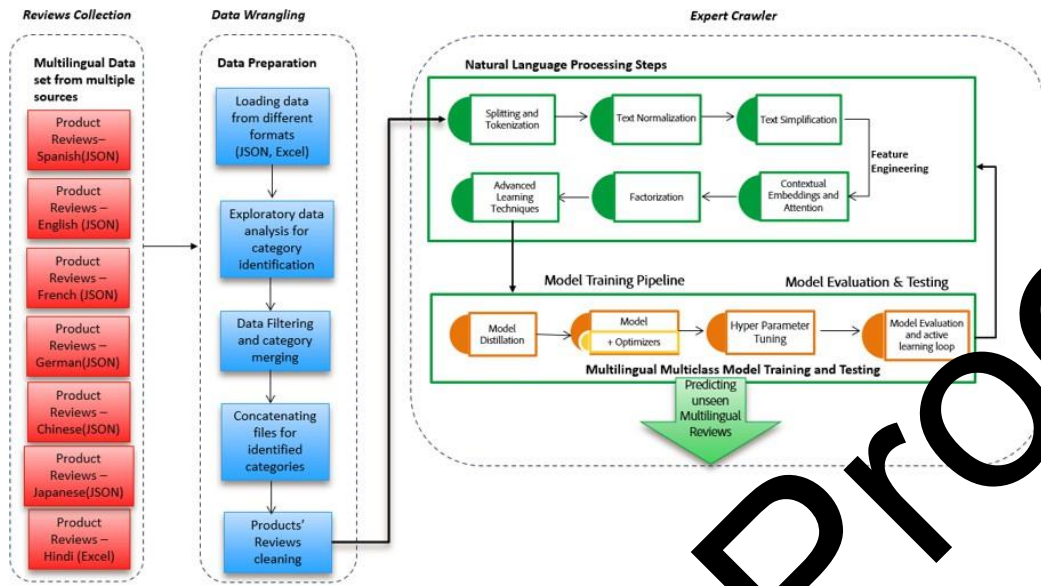 Reviews Collection
Data Wrangling
Expert Crawler
Multilingual Data
set from multiple
sources
Product
Reviews–
Spanish(JSON)
Product
Reviews –
English (JSON)
Product
Reviews –
French (JSON)
Product
Reviews –
German(JSON)
Product
Reviews –
Chinese(JSON)
Product
Reviews –
Japanese(JSON)
Product
Reviews –
Hindi (Excel)
Data Preparation
Loading data
from different
formats
(JSON, Excel)
Exploratory data
analysis for
category
identification
Data Filtering
and category
merging
Concatenating
files for
identified
categories
Products’
Reviews
cleaning
Natural Language Processing Steps
Splitting and
Tokenization
Text Normalization
Text Simplification
Feature
Engineering
Contextual
Embeddings and
Attention
Factorization
Advanced
Learning
Techniques
Model Training Pipeline
Model Evaluation & Testing
Model
Distillation
Model
+ Optimizers
Hyper Parameter
Tuning
Model Evaluation
and active
learning loop
Multilingual Multiclass Model Training and Testing
Predicting
unseen
Multilingual
Reviews
Pro